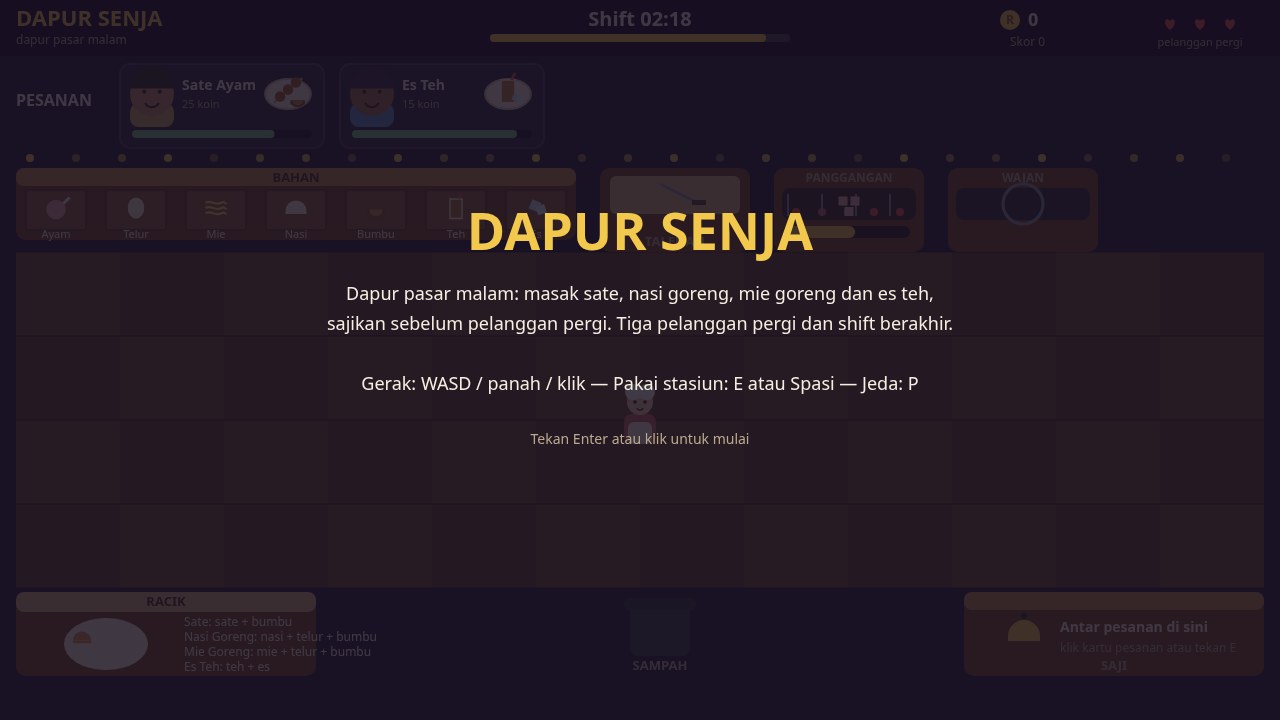 DAPUR SENJA
dapur pasar malam
Shift 02:18
R 0
Skor 0
pelanggan pergi
PESANAN
Sate Ayam
25 koin
Es Teh
15 koin
BAHAN
PANGGANGAN
WAJAN
Ayam
Telur
Mie
Nasi
Bumbu
Teh
DAPUR SENJA
Dapur pasar malam: masak sate, nasi goreng, mie goreng dan es teh,
sajikan sebelum pelanggan pergi. Tiga pelanggan pergi dan shift berakhir.
Gerak: WASD / panah / klik — Pakai stasiun: E atau Spasi — Jeda: P
Tekan Enter atau klik untuk mulai
RACIK
Sate: sate + bumbu
Nasi Goreng: nasi + telur + bumbu
Mie Goreng: mie + telur + bumbu
Es Teh: teh + es
SAMPAH
Antar pesanan di sini
klik kartu pesanan atau tekan E
SAJI